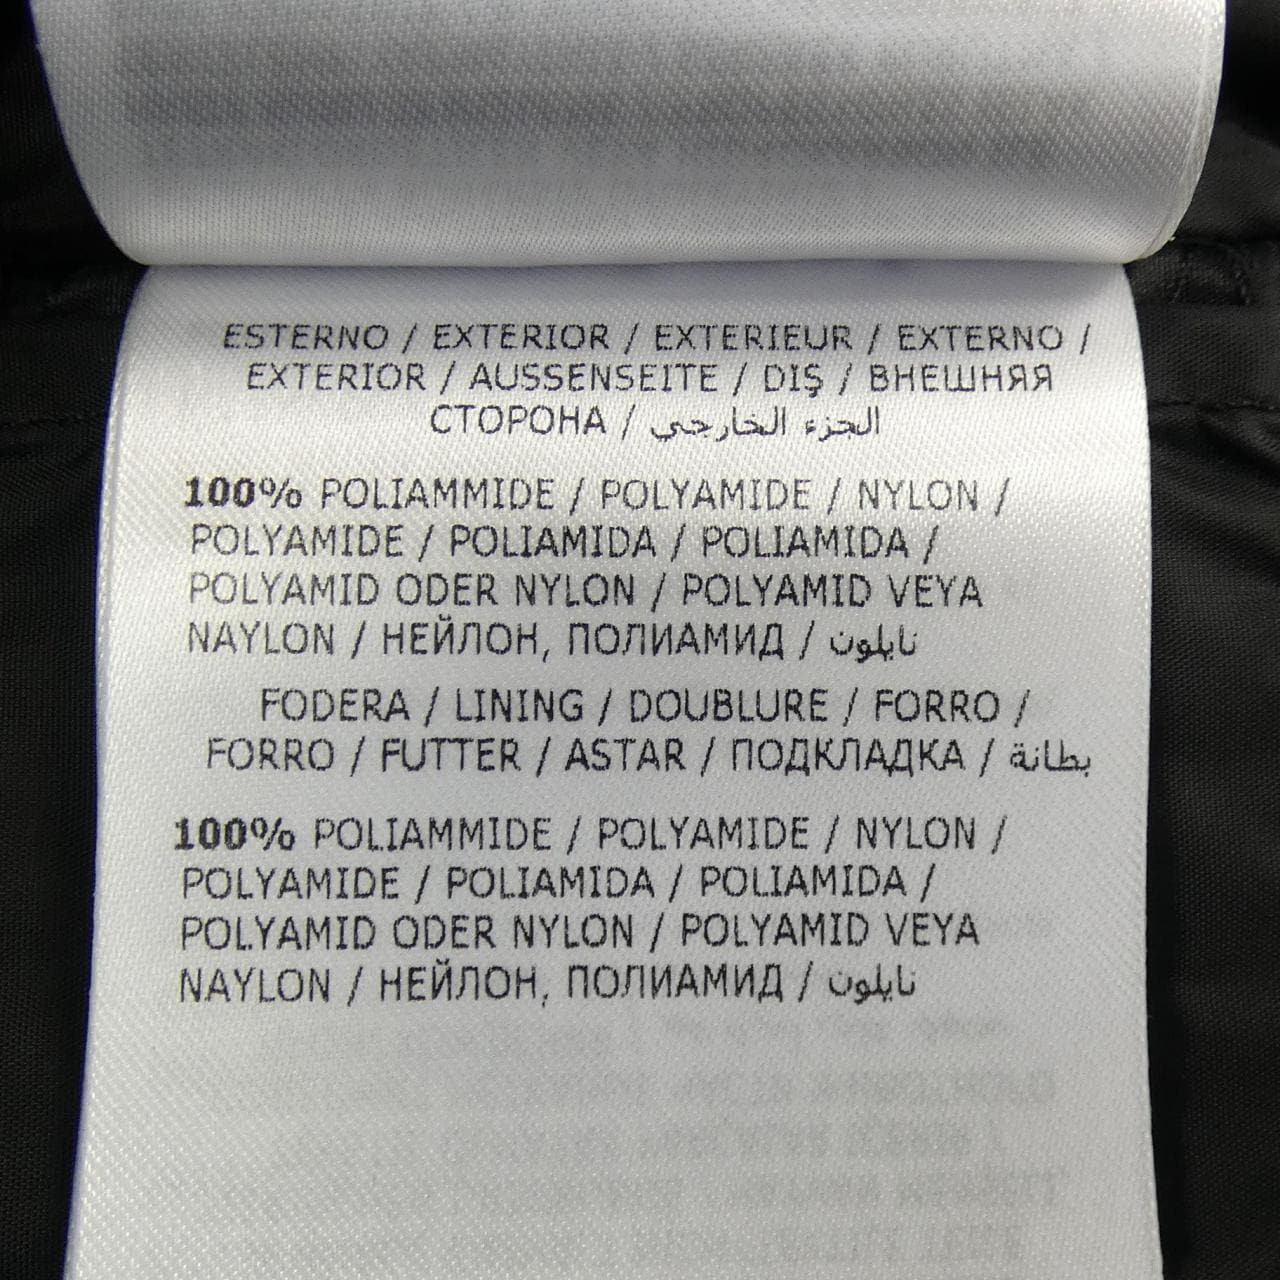 ESTERNO / EXTERIOR / EXTERIEUR / EXTERNO /
EXTERIOR / AUSSENSEITE / DIŞ / ВНЕШНЯЯ
СТОРОНА / الجزء الخارجي
100% POLIAMMIDE / POLYAMIDE / NYLON /
POLYAMIDE / POLIAMIDA / POLIAMIDA /
POLYAMID ODER NYLON / POLYAMID VEYA
NAYLON / НЕЙЛОН, ПОЛИАМИД / نايلون
FODERA / LINING / DOUBLURE / FORRO /
FORRO / FUTTER / ASTAR / ПОДКЛАДКА / بطانة
100% POLIAMMIDE / POLYAMIDE / NYLON /
POLYAMIDE / POLIAMIDA / POLIAMIDA /
POLYAMID ODER NYLON / POLYAMID VEYA
NAYLON / НЕЙЛОН, ПОЛИАМИД / نايلون